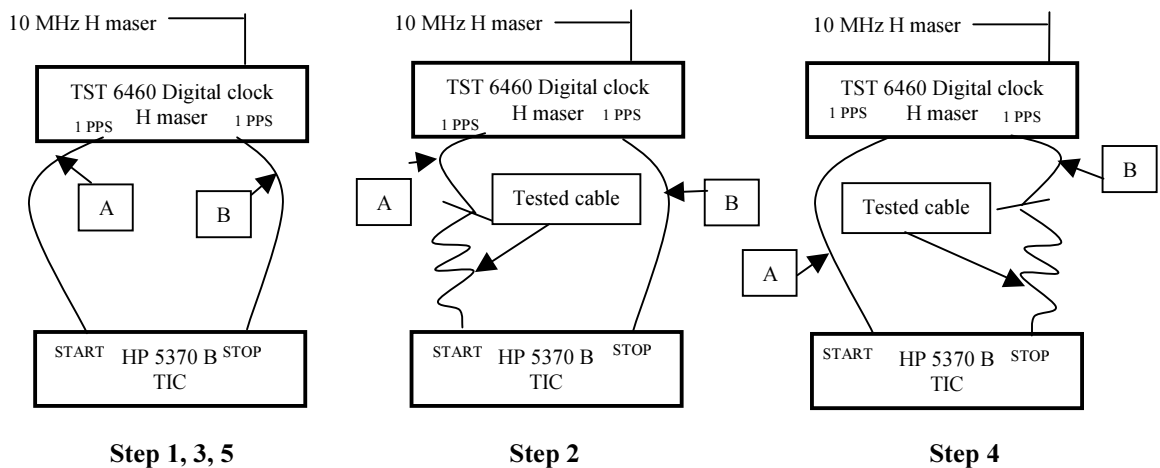 10 MHz H maser
TST 6460 Digital clock
H maser
1 PPS
1 PPS
A
B
START
HP 5370 B
STOP
TIC
Step 1, 3, 5
10 MHz H maser
TST 6460 Digital clock
1 PPS
H maser
1 PPS
A
Tested cable
B
START
HP 5370 B
STOP
TIC
Step 2
10 MHz H maser
TST 6460 Digital clock
1 PPS
H maser
1 PPS
B
Tested cable
A
START
HP 5370 B
STOP
TIC
Step 4